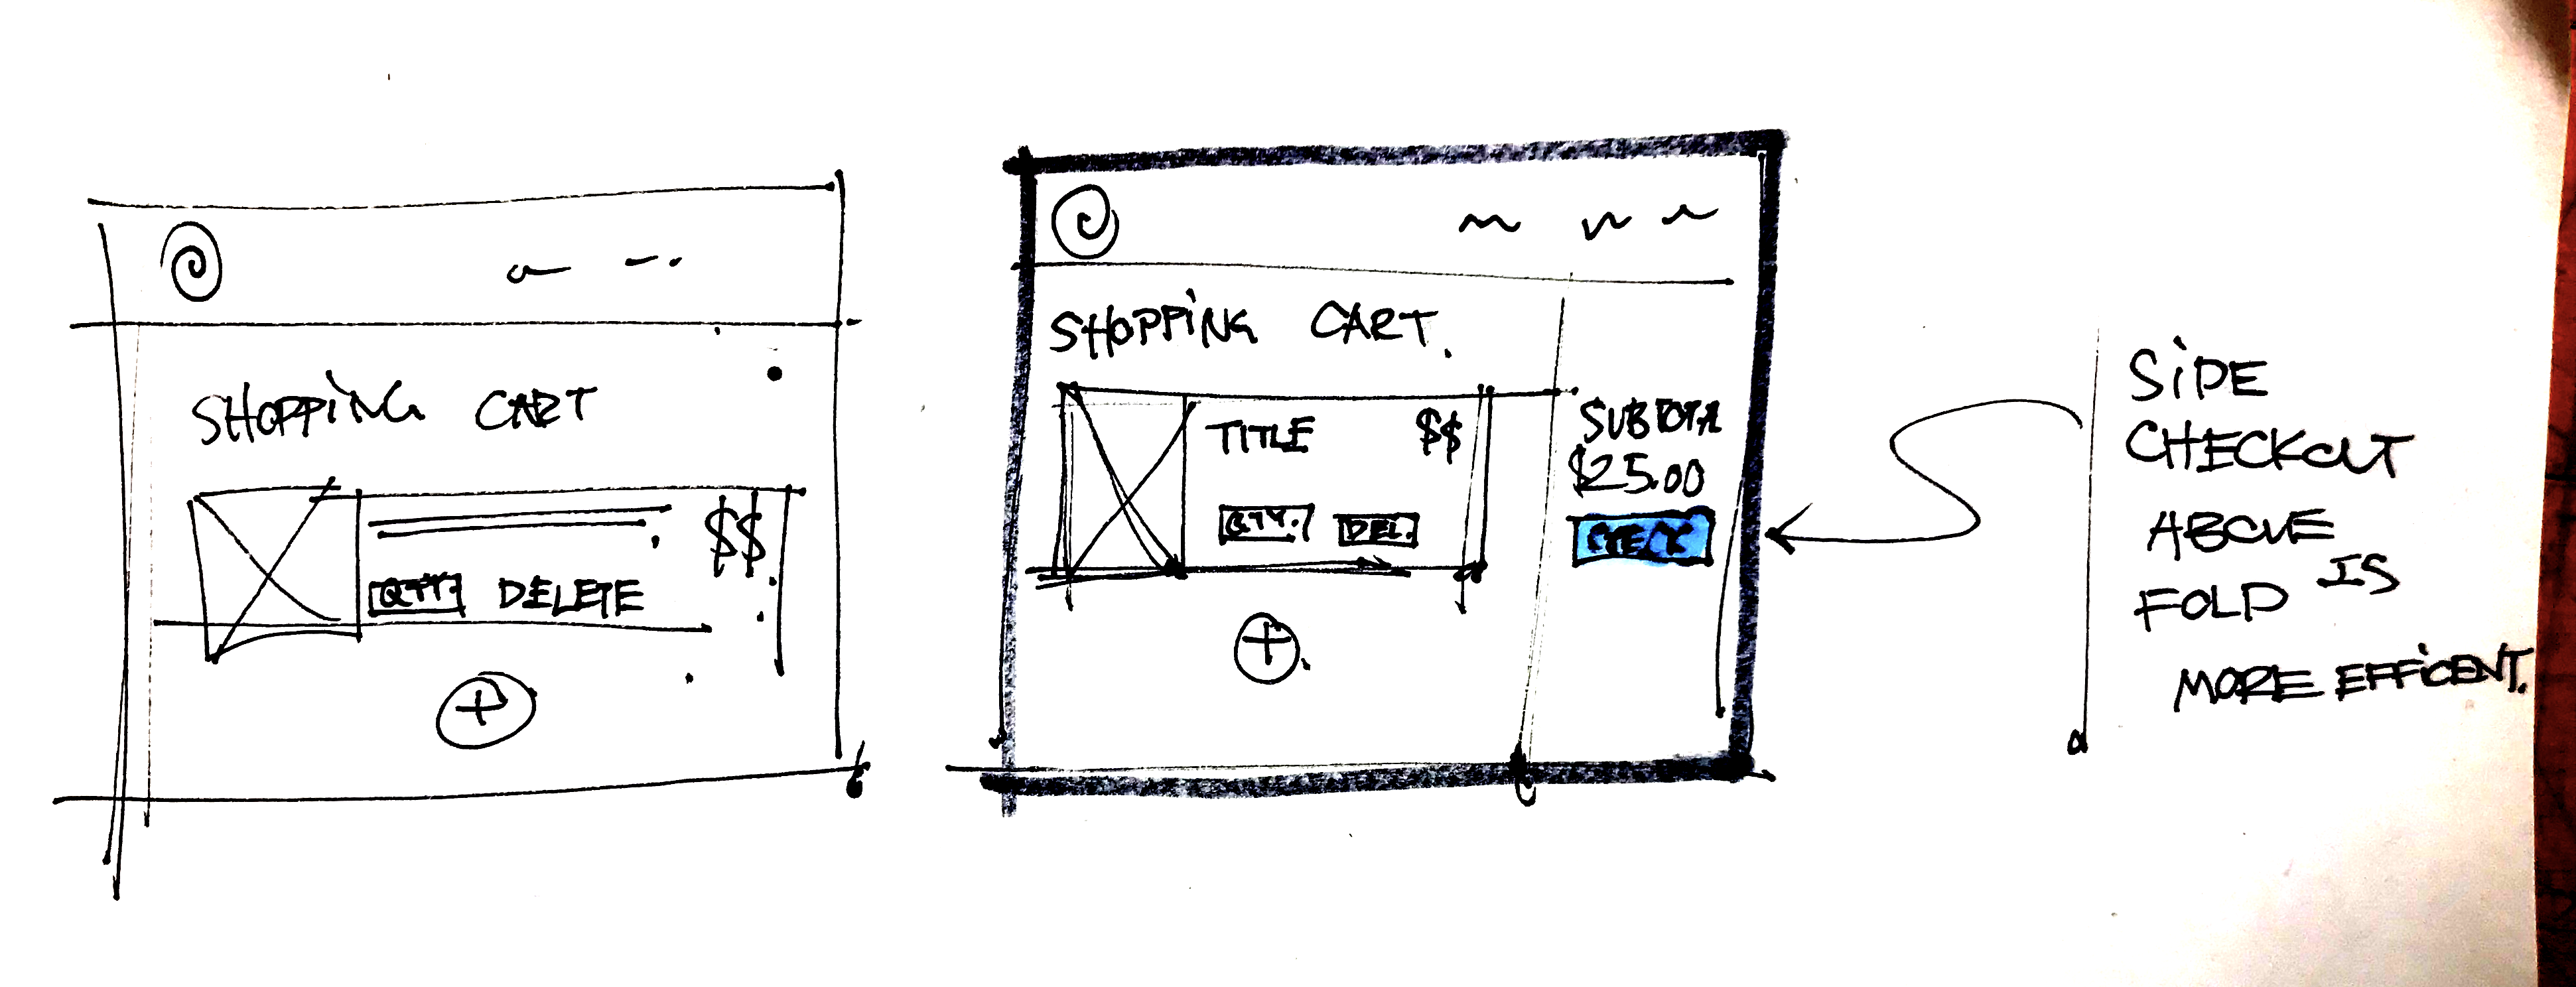 SHOPPING CART
$$
QTY. DELETE
SHOPPING CART.
TITLE $$
QTY. DEL.
SUBTOTA
$25.00
CHECK
SIDE
CHECKOUT
ABOVE
FOLD IS
MORE EFFICENT.